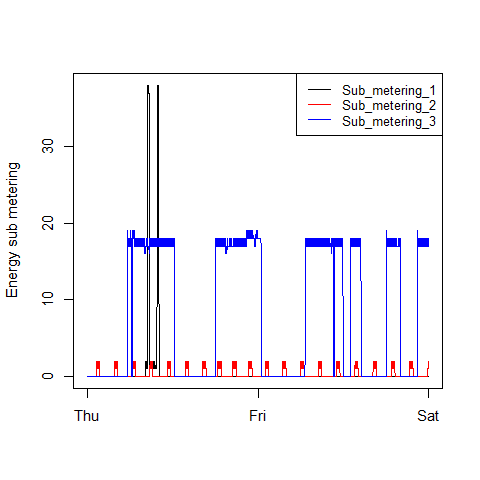 Sub_metering_1
Sub_metering_2
Sub_metering_3
Energy sub metering
30
20
10
0
Thu Fri Sat